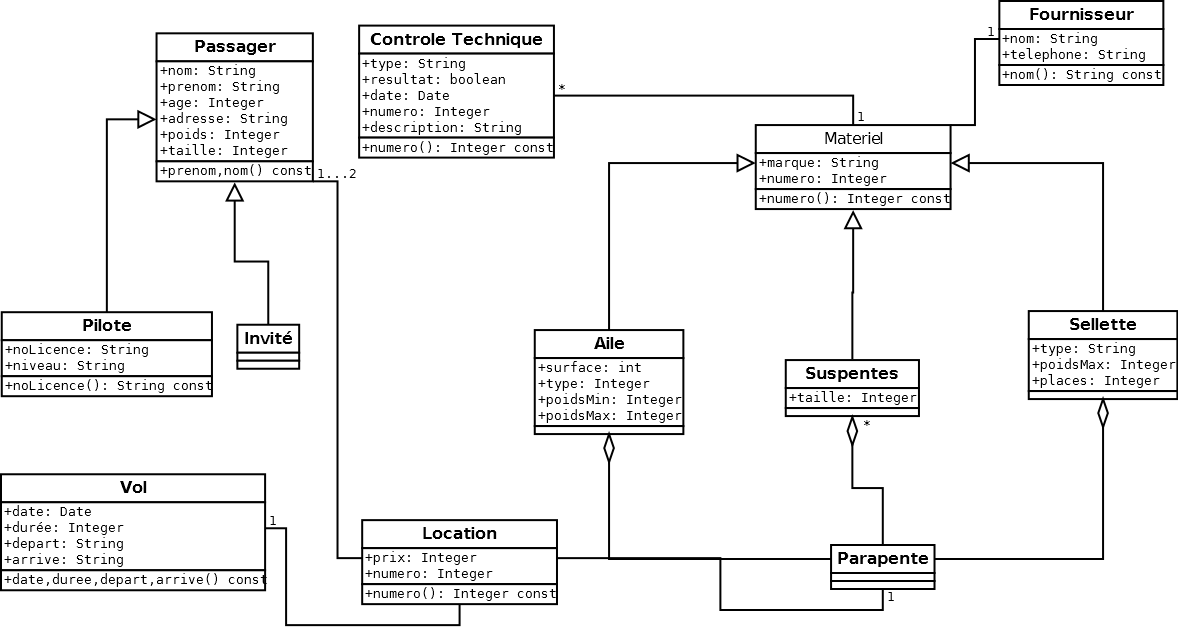 Passager
+nom: String
+prenom: String
+age: Integer
+adresse: String
+poids: Integer
+taille: Integer
+prenom,nom() const
1...2
Controle Technique
+type: String
+resultat: boolean
+date: Date
+numero: Integer
+description: String
+numero(): Integer const
*
1
Fournisseur
+nom: String
+telephone: String
+nom(): String const
1
Materiel
+marque: String
+numero: Integer
+numero(): Integer const
Pilote
+noLicence: String
+niveau: String
+noLicence(): String const
Invité
Aile
+surface: int
+type: Integer
+poidsMin: Integer
+poidsMax: Integer
Suspentes
+taille: Integer
*
Sellette
+type: String
+poidsMax: Integer
+places: Integer
Vol
+date: Date
+durée: Integer
+depart: String
+arrive: String
+date,duree,depart,arrive() const
1
Location
+prix: Integer
+numero: Integer
+numero(): Integer const
Parapente
1